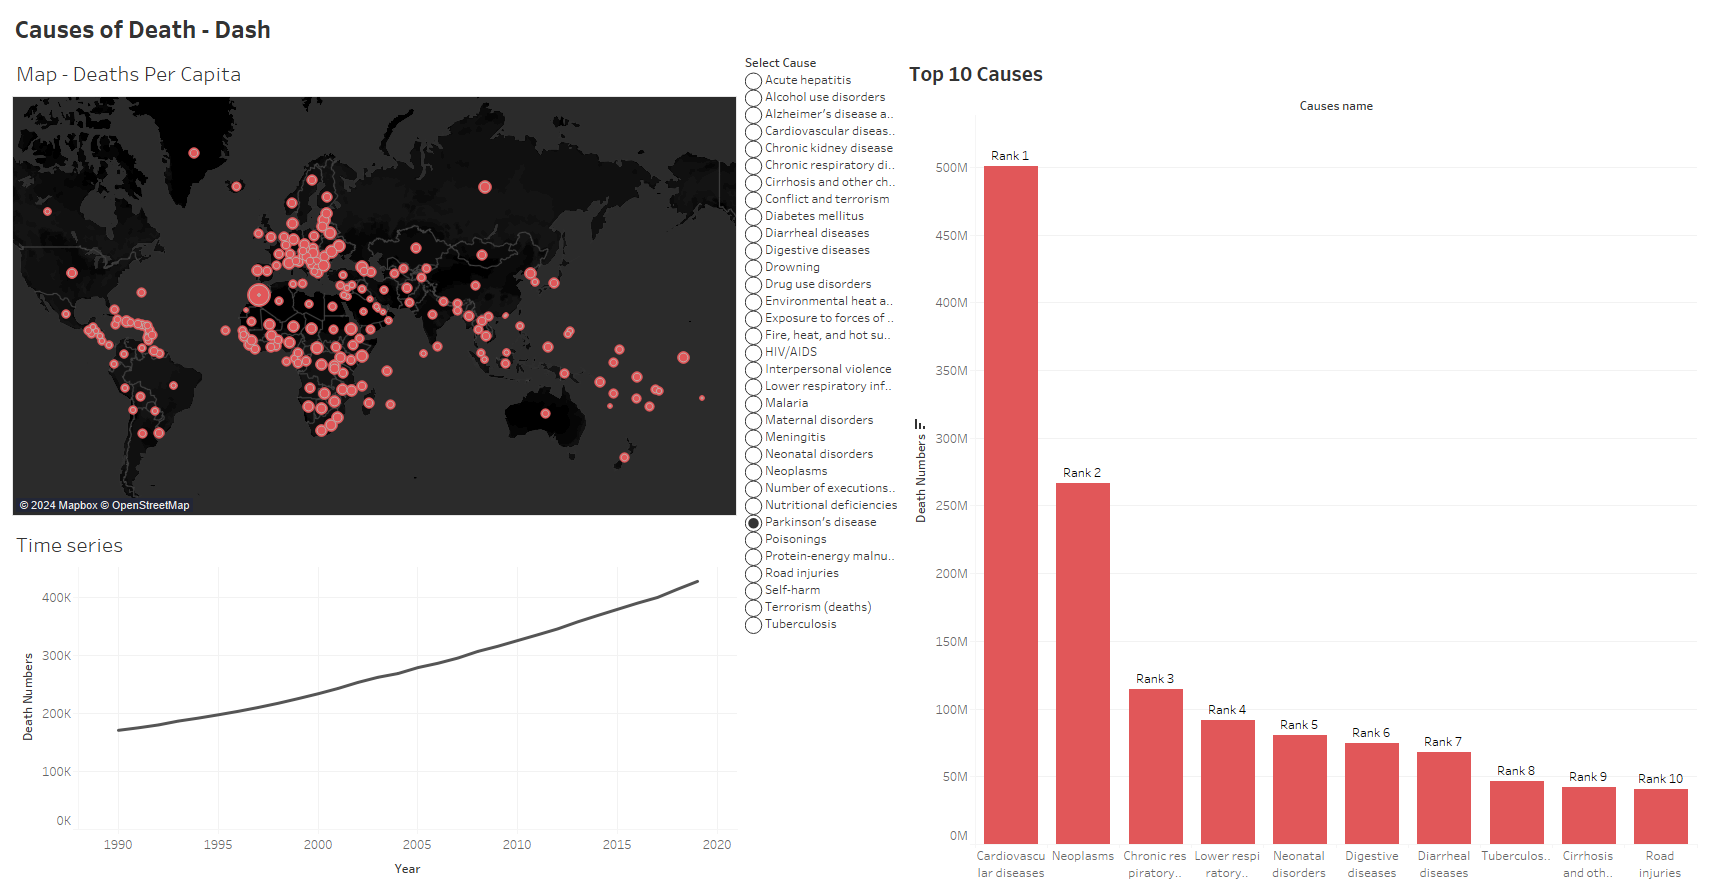 Causes of Death - Dash
Map - Deaths Per Capita
© 2024 Mapbox © OpenStreetMap
Time series
Death Numbers
400K
300K
200K
100K
0K
1990
1995
2000
2005
2010
2015
2020
Year
Select Cause
Acute hepatitis
Alcohol use disorders
Alzheimer's disease a..
Cardiovascular diseas..
Chronic kidney disease
Chronic respiratory di..
Cirrhosis and other ch..
Conflict and terrorism
Diabetes mellitus
Diarrheal diseases
Digestive diseases
Drowning
Drug use disorders
Environmental heat a..
Exposure to forces of ..
Fire, heat, and hot su..
HIV/AIDS
Interpersonal violence
Lower respiratory inf..
Malaria
Maternal disorders
Meningitis
Neonatal disorders
Neoplasms
Number of executions..
Nutritional deficiencies
Parkinson's disease
Poisonings
Protein-energy malnu..
Road injuries
Self-harm
Terrorism (deaths)
Tuberculosis
Top 10 Causes
Causes name
Death Numbers
500M
450M
400M
350M
300M
250M
200M
150M
100M
50M
0M
Rank 1
Rank 2
Rank 3
Rank 4
Rank 5
Rank 6
Rank 7
Rank 8
Rank 9
Rank 10
Cardiovascu
lar diseases
Neoplasms
Chronic res
piratory..
Lower respi
ratory..
Neonatal
disorders
Digestive
diseases
Diarrheal
diseases
Tuberculos..
Cirrhosis
and oth..
Road
injuries